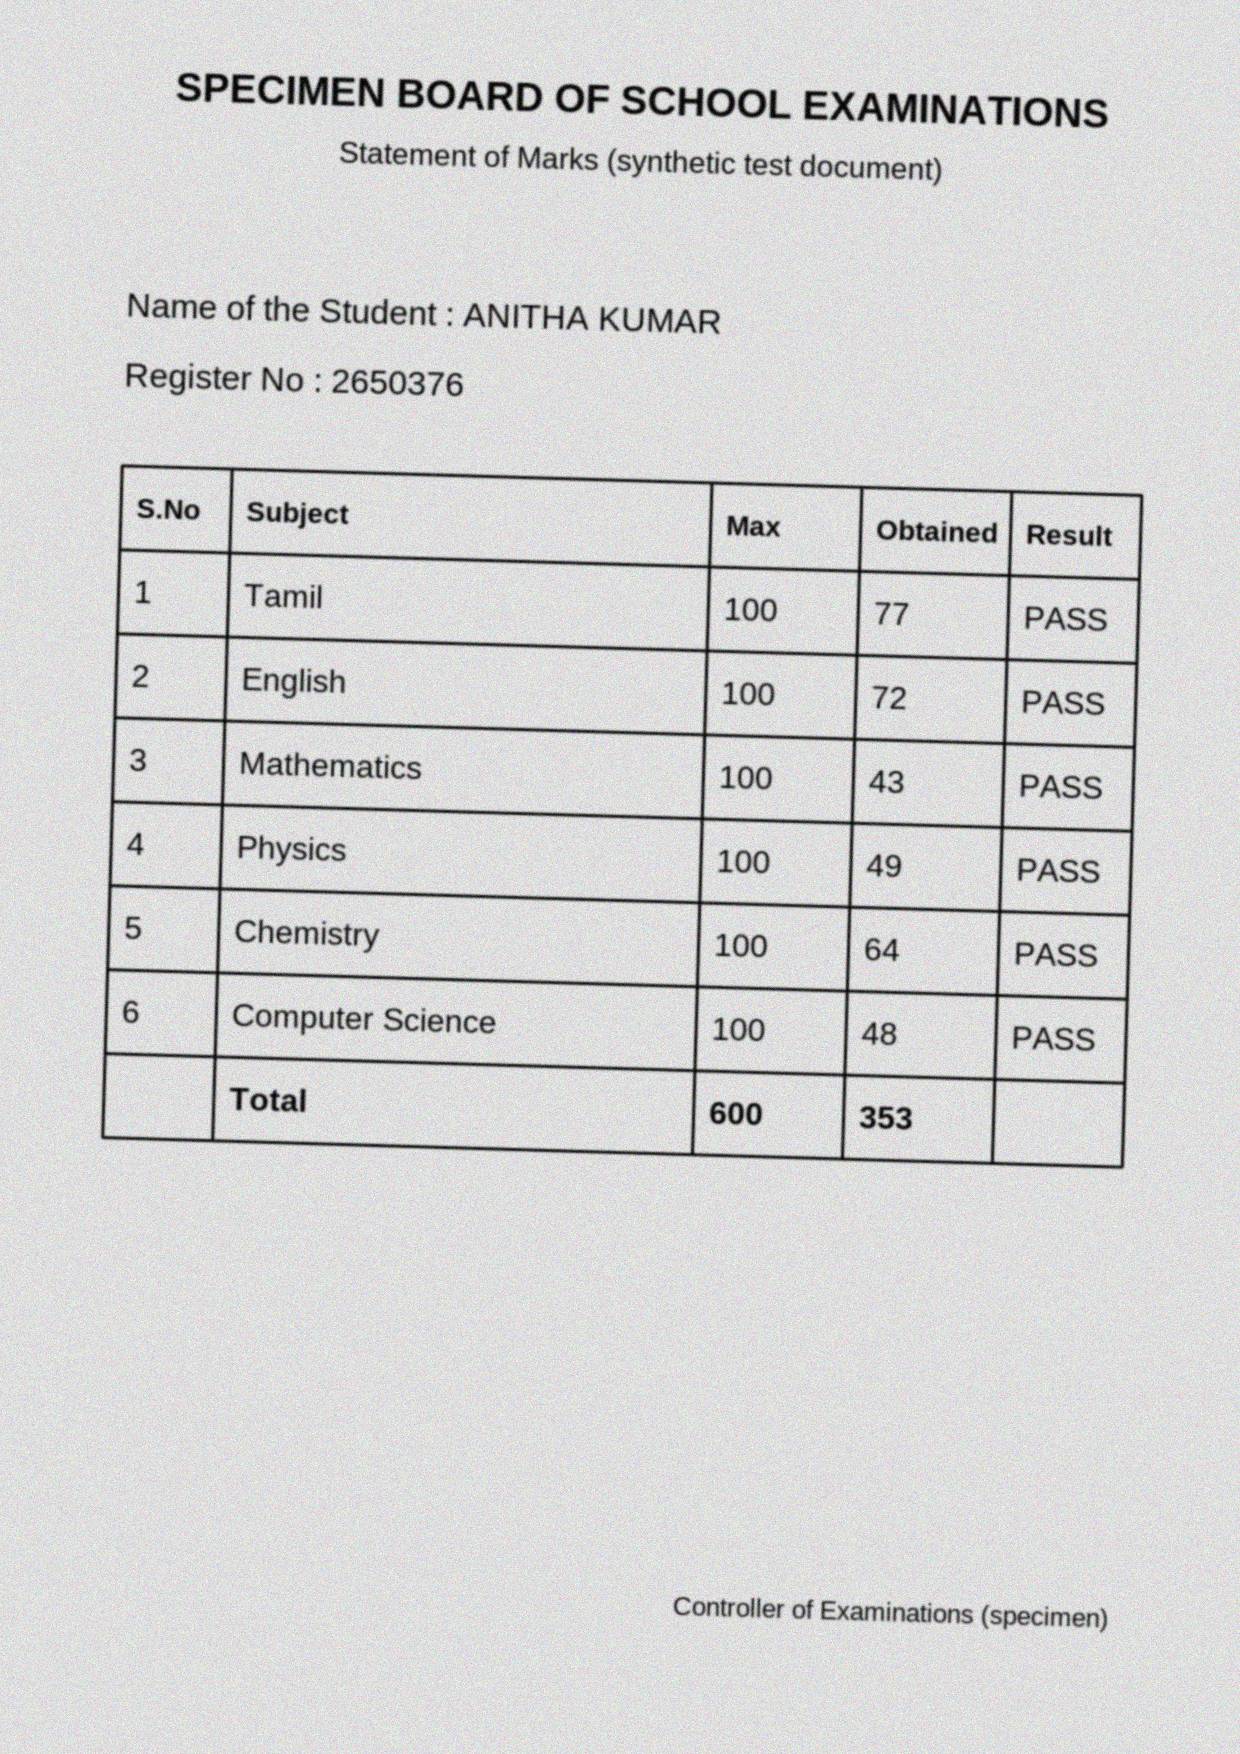 SPECIMEN BOARD OF SCHOOL EXAMINATIONS
Statement of Marks (synthetic test document)
Name of the Student : ANITHA KUMAR
Register No : 2650376
S.No Subject Max Obtained Result
1 Tamil 100 77 PASS
2 English 100 72 PASS
3 Mathematics 100 43 PASS
4 Physics 100 49 PASS
5 Chemistry 100 64 PASS
6 Computer Science 100 48 PASS
Total 600 353
Controller of Examinations (specimen)